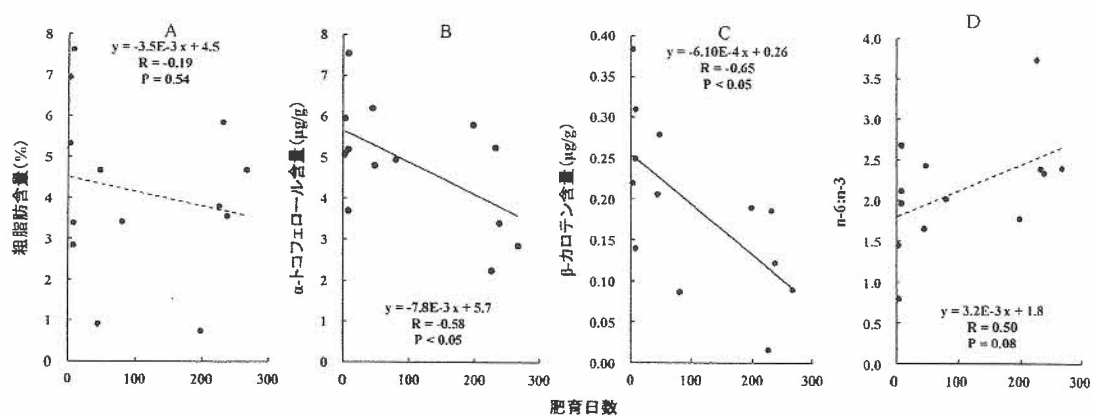 A
y = -3.5E-3 x + 4.5
R = -0.19
P = 0.54
粗脂肪含量(%)
8
7
6
5
4
3
2
1
0
0
100
200
300
B
α-トコフェロール含量(μg/g)
8
7
6
5
4
3
2
1
0
y = -7.8E-3 x + 5.7
R = -0.58
P < 0.05
0
100
200
300
C
y = -6.10E-4 x + 0.26
R = -0.65
P < 0.05
β-カロテン含量(μg/g)
0.40
0.35
0.30
0.25
0.20
0.15
0.10
0.05
0.00
0
100
200
300
D
n-6:n-3
4.0
3.5
3.0
2.5
2.0
1.5
1.0
0.5
0.0
y = 3.2E-3 x + 1.8
R = 0.50
P = 0.08
0
100
200
300
肥育日数